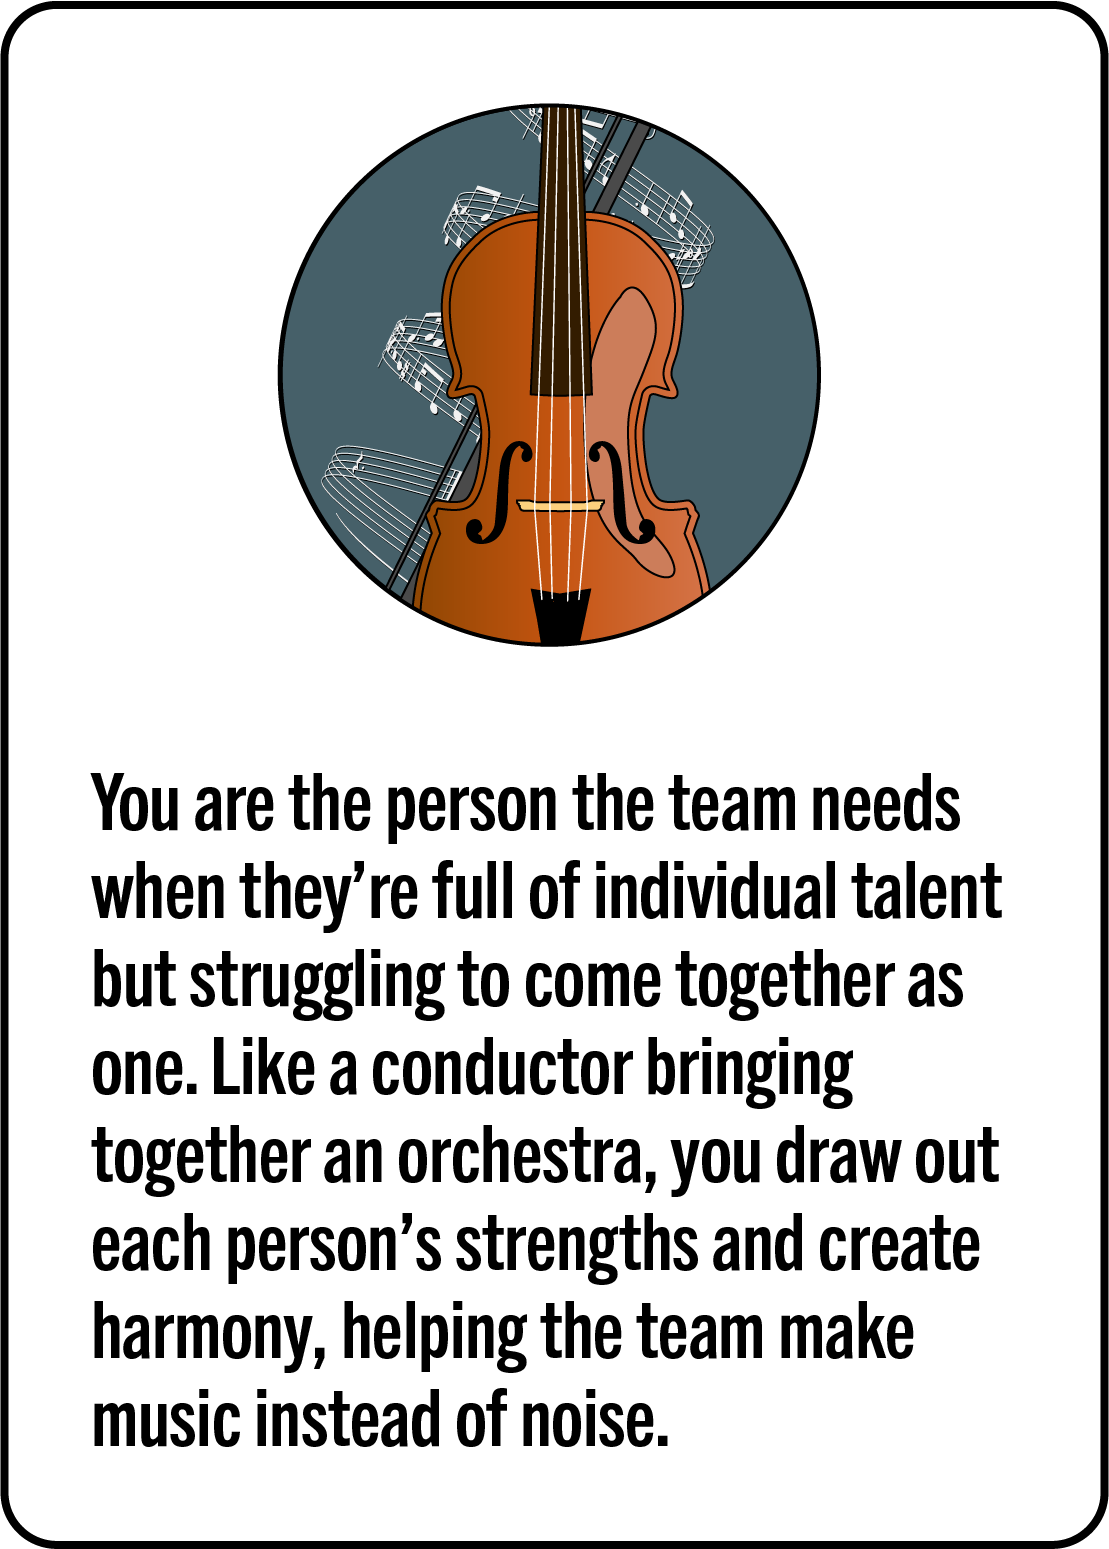 You are the person the team needs
when they’re full of individual talent
but struggling to come together as
one. Like a conductor bringing
together an orchestra, you draw out
each person’s strengths and create
harmony, helping the team make
music instead of noise.